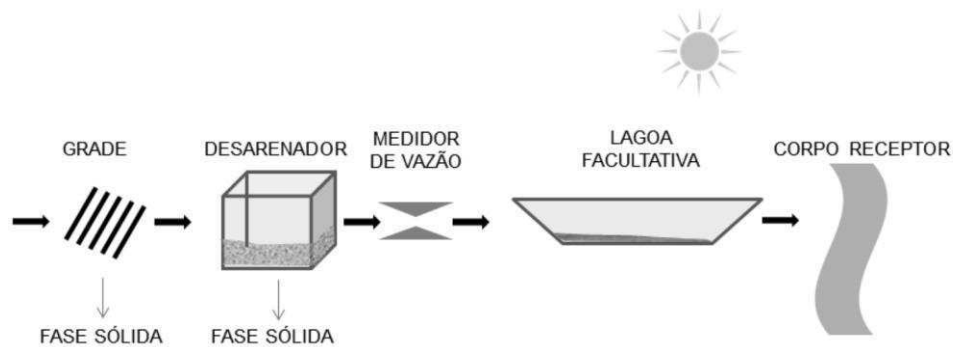 GRADE
DESARENADOR
MEDIDOR
DE VAZÃO
LAGOA
FACULTATIVA
CORPO RECEPTOR
FASE SÓLIDA
FASE SÓLIDA